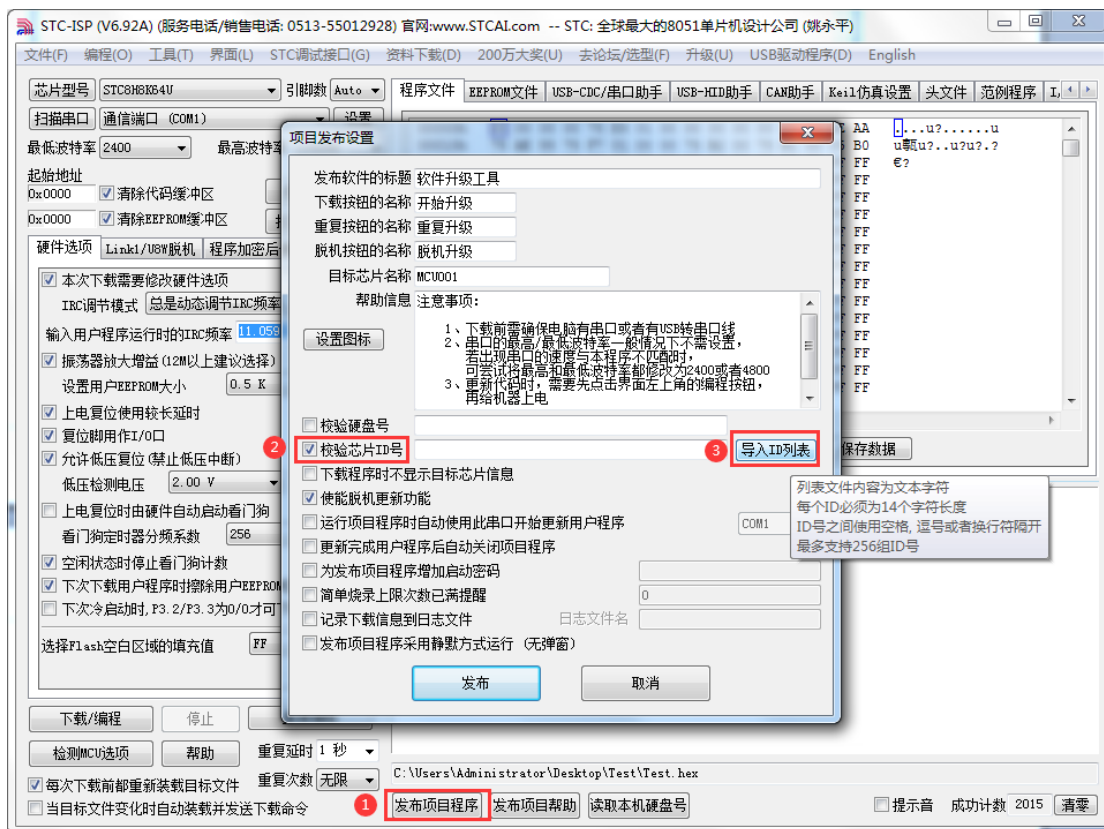 STC-ISP (V6.92A) (服务电话/销售电话: 0513-55012928) 官网:www.STCAI.com -- STC: 全球最大的8051单片机设计公司 (姚永平)
文件(F) 编程(O) 工具(T) 界面(L) STC调试接口(G) 资料下载(D) 200万大奖(U) 去论坛/选型(F) 升级(U) USB驱动程序(D) English
芯片型号 STC8H8K64U 引脚数 Auto
程序文件 EEPROM文件 USB-CDC/串口助手 USB-HID助手 CAN助手 Keil仿真设置 头文件 范例程序 I
扫描串口 通信端口 (COM1) 设置
最低波特率 2400 最高波特率
起始地址
0x0000 清除代码缓冲区
0x0000 清除EEPROM缓冲区
AA ....u?......u
B0 u甄u?..u?u?.?
FF €?
FF
FF
FF
FF
FF
FF
FF
FF
FF
FF
FF
FF
FF
硬件选项 Link1/U8W脱机 程序加密后
本次下载需要修改硬件选项
IRC调节模式 总是动态调节IRC频率
输入用户程序运行时的IRC频率 11.059
振荡器放大增益(12M以上建议选择)
设置用户EEPROM大小 0.5 K
上电复位使用较长延时
复位脚用作I/O口
允许低压复位(禁止低压中断)
低压检测电压 2.00 V
上电复位时由硬件自动启动看门狗
看门狗定时器分频系数 256
空闲状态时停止看门狗计数
下次下载用户程序时擦除用户EEPROM
下次冷启动时,P3.2/P3.3为0/0才可下
选择Flash空白区域的填充值 FF
项目发布设置
发布软件的标题 软件升级工具
下载按钮的名称 开始升级
重复按钮的名称 重复升级
脱机按钮的名称 脱机升级
目标芯片名称 MCU001
帮助信息 注意事项:
设置图标
1、下载前需确保电脑有串口或者有USB转串口线
2、串口的最高/最低波特率一般情况下不需设置,
若出现串口的速度与本程序不匹配时,
可尝试将最高和最低波特率都修改为2400或者4800
3、更新代码时,需要先点击界面左上角的编程按钮,
再给机器上电
校验硬盘号
2 校验芯片ID号 3 导入ID列表
下载程序时不显示目标芯片信息
使能脱机更新功能
运行项目程序时自动使用此串口开始更新用户程序 COM1
更新完成用户程序后自动关闭项目程序
为发布项目程序增加启动密码
简单烧录上限次数已满提醒 0
记录下载信息到日志文件 日志文件名
发布项目程序采用静默方式运行 (无弹窗)
发布 取消
保存数据
列表文件内容为文本字符
每个ID必须为14个字符长度
ID号之间使用空格, 逗号或者换行符隔开
最多支持256组ID号
下载/编程 停止
检测MCU选项 帮助 重复延时 1 秒
每次下载前都重新装载目标文件 重复次数 无限
当目标文件变化时自动装载并发送下载命令
C:\Users\Administrator\Desktop\Test\Test.hex
1 发布项目程序 发布项目帮助 读取本机硬盘号 提示音 成功计数 2015 清零